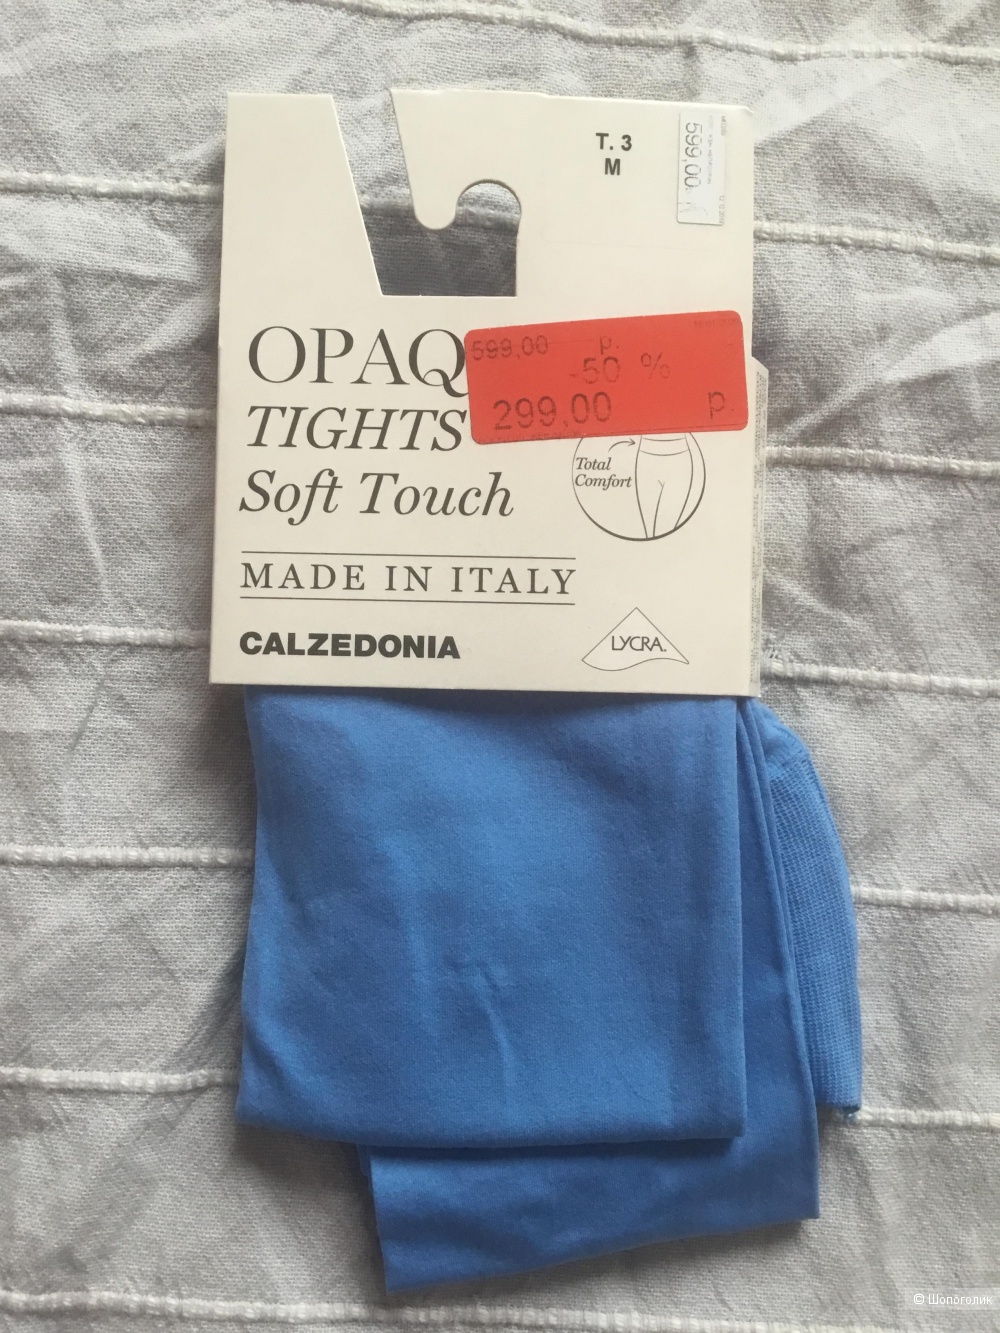 T. 3
M
599,00
OPAQ
599,00 р.
-50 %
299,00 р.
TIGHTS
Soft Touch
Total
Comfort
MADE IN ITALY
CALZEDONIA
LYCRA.
© Шопоголик